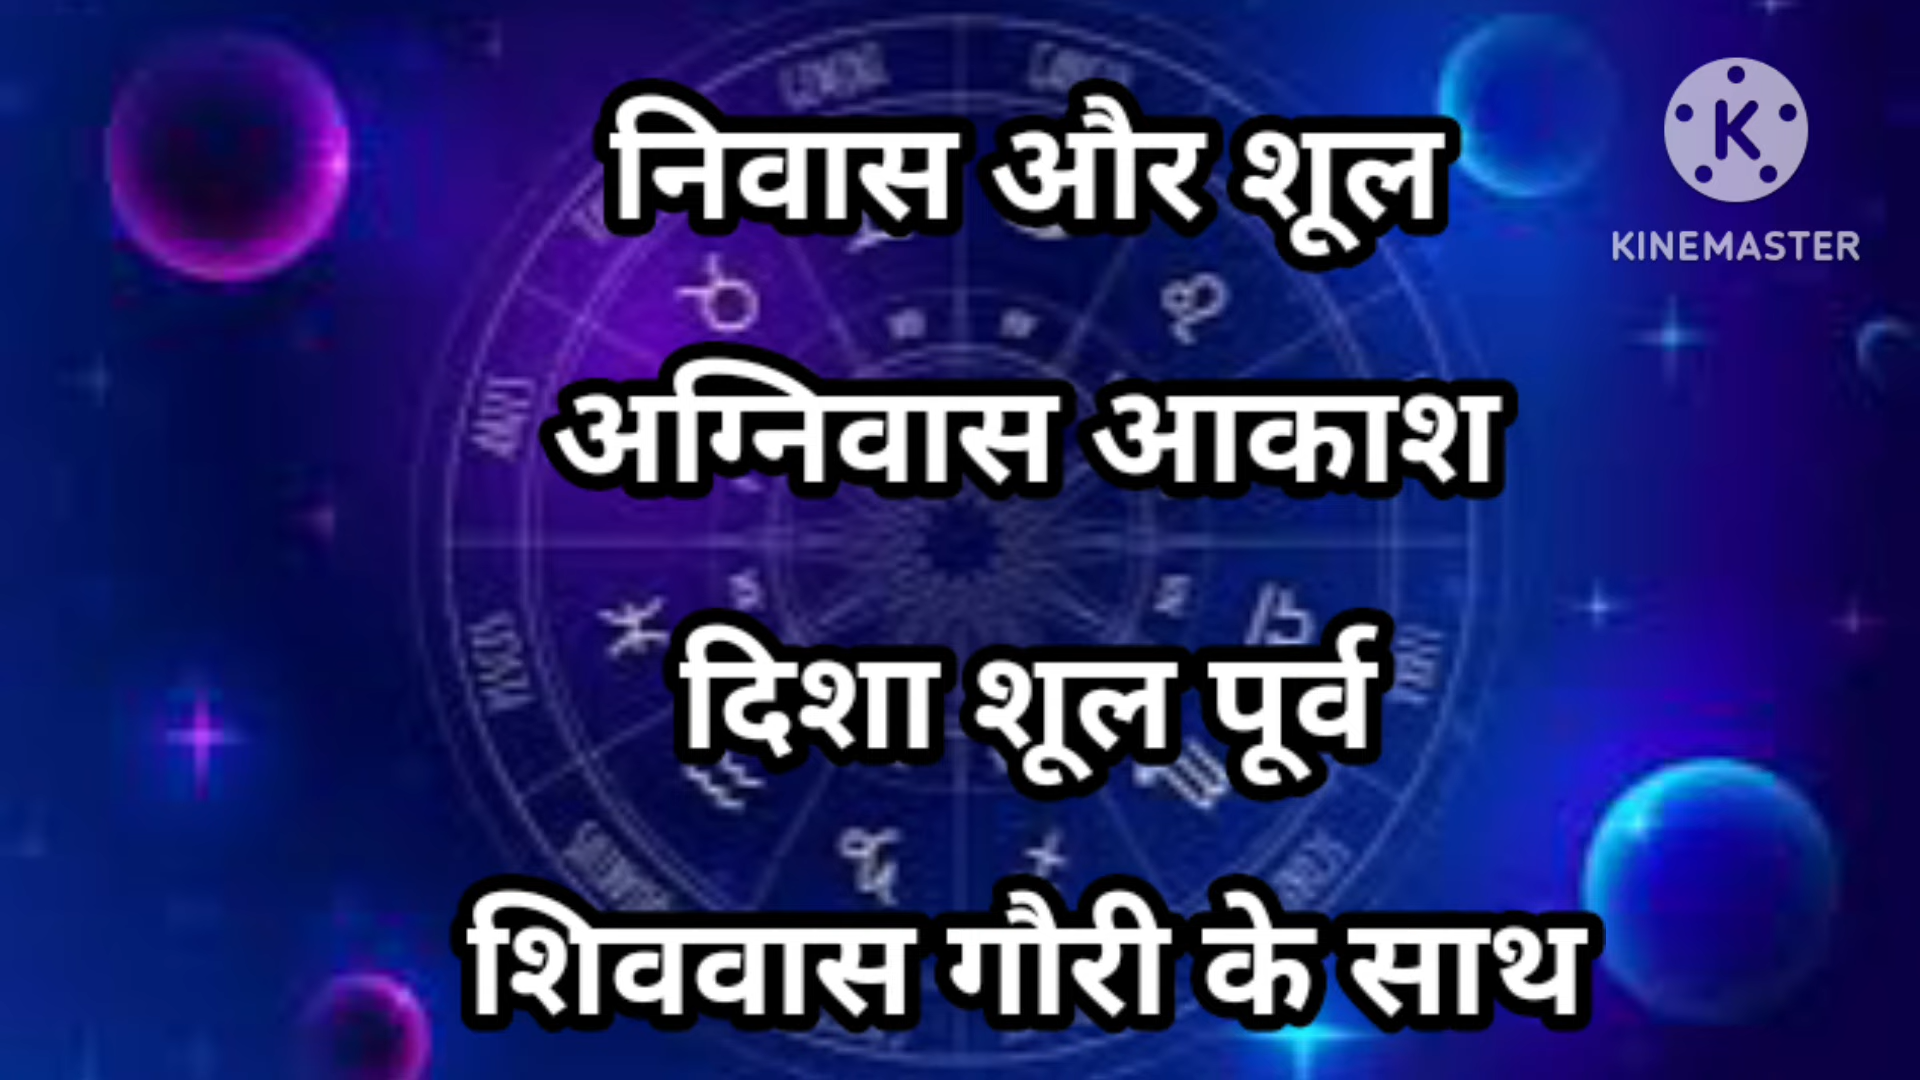 निवास और शूल
KINEMASTER
अग्निवास आकाश
दिशा शूल पूर्व
शिववास गौरी के साथ